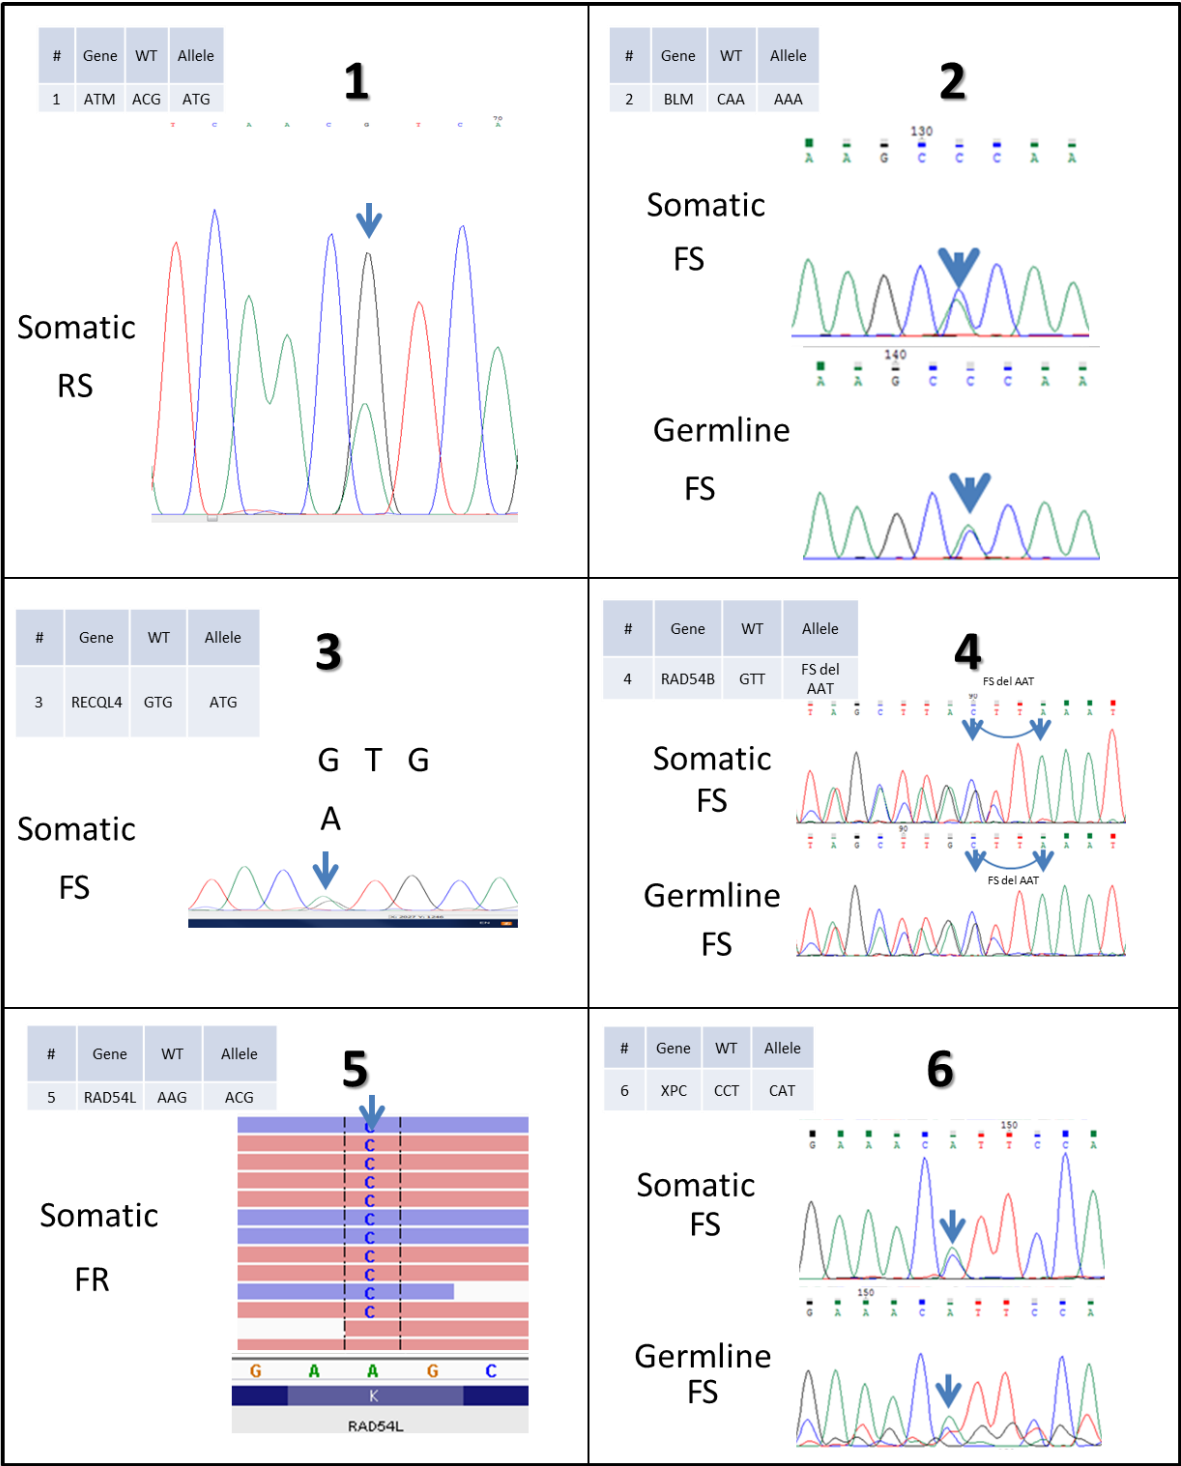 # Gene WT Allele
1 ATM ACG ATG
1
T C A A C G T C A
70
Somatic
RS
# Gene WT Allele
2 BLM CAA AAA
2
130
A A G C C C A A
Somatic
FS
140
A A G C C C A A
Germline
FS
# Gene WT Allele
3 RECQL4 GTG ATG
3
G T G
A
Somatic
FS
# Gene WT Allele
4 RAD54B GTT FS del
AAT
4
FS del AAT
90
T A G C T T A C T T A A A T
Somatic
FS
90
T A G C T T G C T T A A A T
FS del AAT
Germline
FS
# Gene WT Allele
5 RAD54L AAG ACG
5
C
C
C
C
C
C
C
C
C
C
C
Somatic
FR
G A A G C
K
RAD54L
# Gene WT Allele
6 XPC CCT CAT
6
150
G A A A C A T T C C A
Somatic
FS
150
G A A A C A T T C C A
Germline
FS